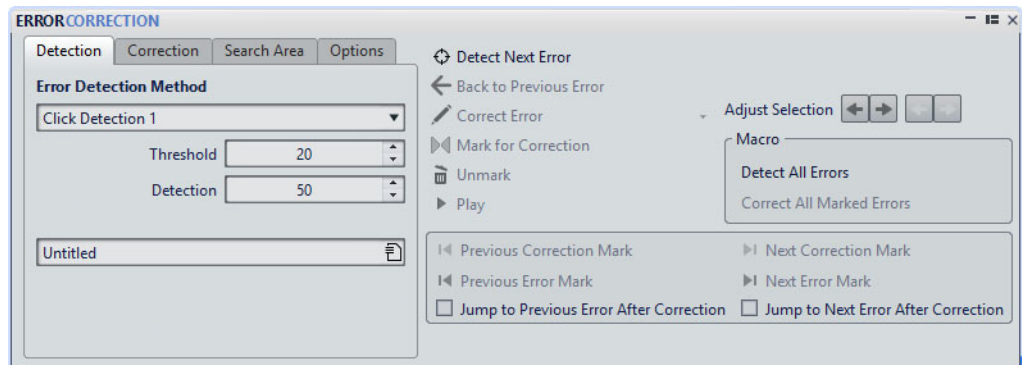 ERRORCORRECTION
Detection Correction Search Area Options
Error Detection Method
Click Detection 1
Threshold 20
Detection 50
Untitled
Detect Next Error
Back to Previous Error
Correct Error
Mark for Correction
Unmark
Play
Adjust Selection
Macro
Detect All Errors
Correct All Marked Errors
Previous Correction Mark Next Correction Mark
Previous Error Mark Next Error Mark
Jump to Previous Error After Correction Jump to Next Error After Correction